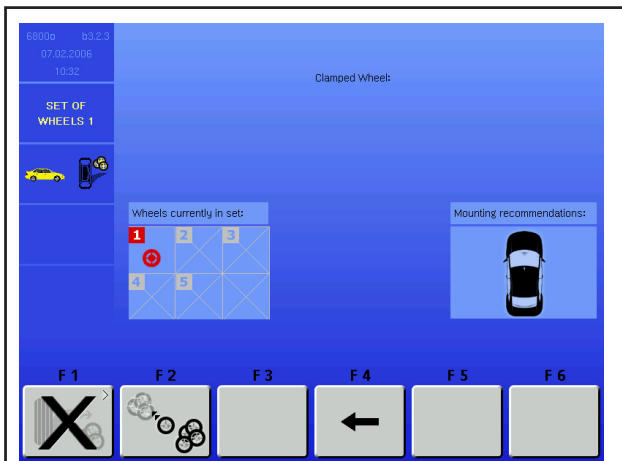 6800o b3.2.3
07.02.2006
10:32
SET OF
WHEELS 1
Clamped Wheel:
Wheels currently in set:
1 2 3
4 5
Mounting recommendations:
F 1 F 2 F 3 F 4 F 5 F 6